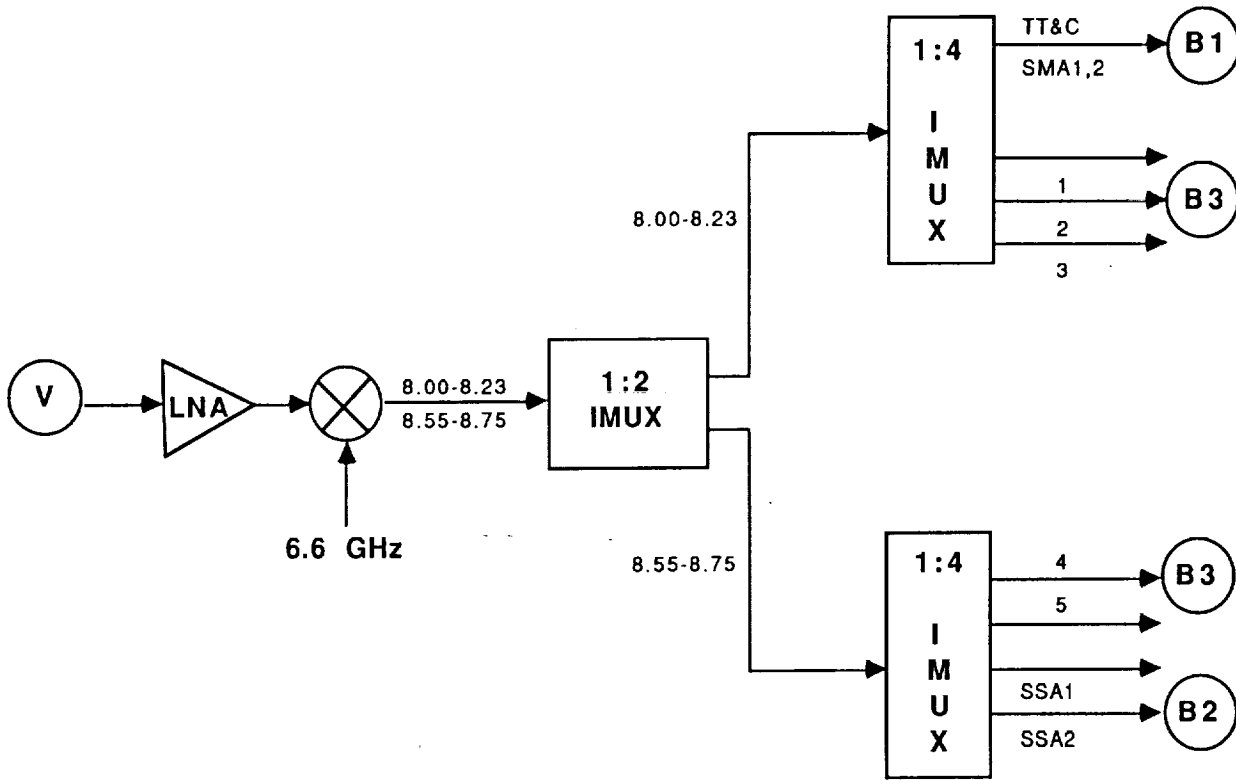 TT&C
SMA1,2
B1
1:4
I
M
U
X
1
2
3
B3
8.00-8.23
V
LNA
8.00-8.23
8.55-8.75
1:2
IMUX
6.6 GHz
8.55-8.75
1:4
I
M
U
X
4
5
B3
SSA1
SSA2
B2